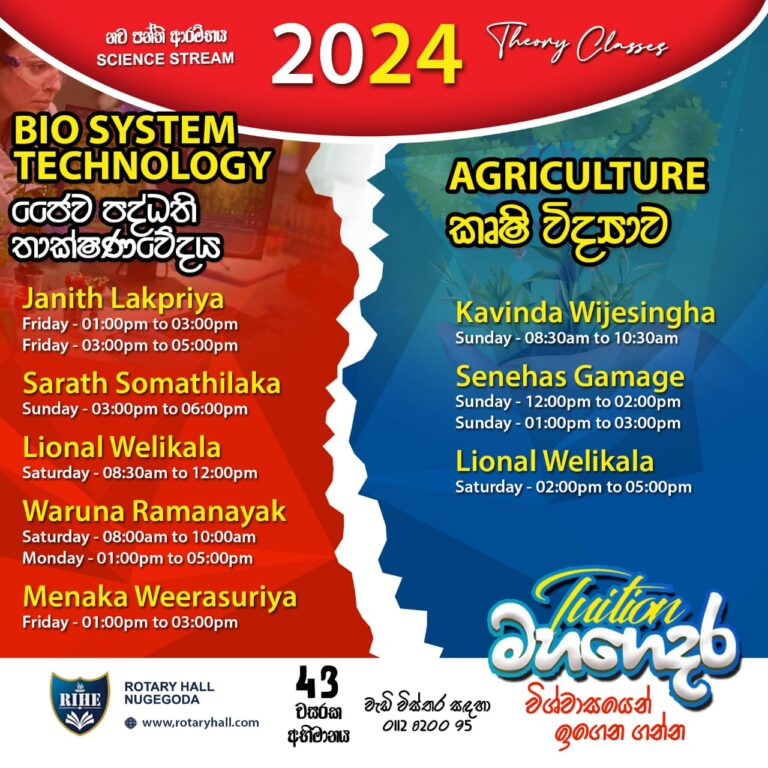 නව පන්ති ආරම්භය
SCIENCE STREAM
2024
Theory Classes
BIO SYSTEM
TECHNOLOGY
ජෛව පද්ධති
තාක්ෂණවේදය
Janith Lakpriya
Friday - 01:00pm to 03:00pm
Friday - 03:00pm to 05:00pm
Sarath Somathilaka
Sunday - 03:00pm to 06:00pm
Lional Welikala
Saturday - 08:30am to 12:00pm
Waruna Ramanayak
Saturday - 08:00am to 10:00am
Monday - 01:00pm to 05:00pm
Menaka Weerasuriya
Friday - 01:00pm to 03:00pm
AGRICULTURE
කෘෂි විද්‍යාව
Kavinda Wijesingha
Sunday - 08:30am to 10:30am
Senehas Gamage
Sunday - 12:00pm to 02:00pm
Sunday - 01:00pm to 03:00pm
Lional Welikala
Saturday - 02:00pm to 05:00pm
RIHE
ROTARY HALL
NUGEGODA
www.rotaryhall.com
43
වසරක
අභිමානය
වැඩි විස්තර සඳහා
0112 8200 95
Tuition
මහගෙදර
විශ්වාසයෙන්
ඉගෙන ගන්න